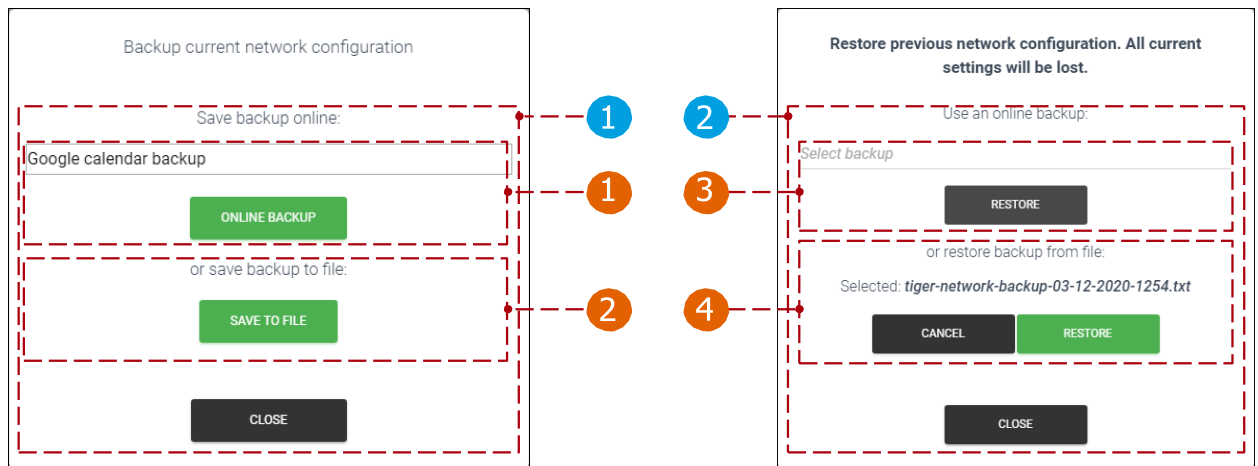 Backup current network configuration
Save backup online:
1
Google calendar backup
1
ONLINE BACKUP
or save backup to file:
2
SAVE TO FILE
CLOSE
Restore previous network configuration. All current
settings will be lost.
2
Use an online backup:
Select backup
3
RESTORE
or restore backup from file:
Selected: tiger-network-backup-03-12-2020-1254.txt
4
CANCEL
RESTORE
CLOSE